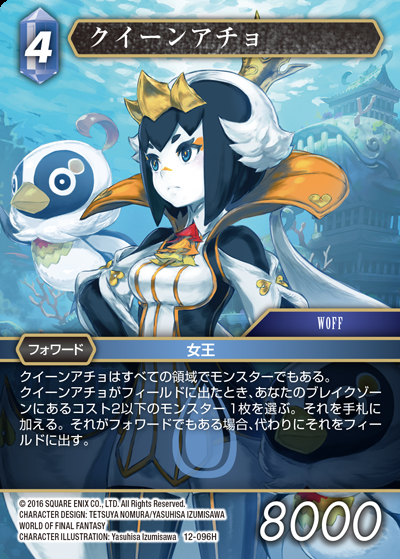 4
クイーンアチョ
WOFF
フォワード
女王
クイーンアチョはすべての領域でモンスターでもある。
クイーンアチョがフィールドに出たとき、あなたのブレイクゾー
ンにあるコスト2以下のモンスター1枚を選ぶ。それを手札に
加える。それがフォワードでもある場合、代わりにそれをフィー
ルドに出す。
© 2016 SQUARE ENIX CO., LTD. All Rights Reserved.
CHARACTER DESIGN: TETSUYA NOMURA/YASUHISA IZUMISAWA
WORLD OF FINAL FANTASY
CHARACTER ILLUSTRATION: Yasuhisa Izumisawa 12-096H
8000